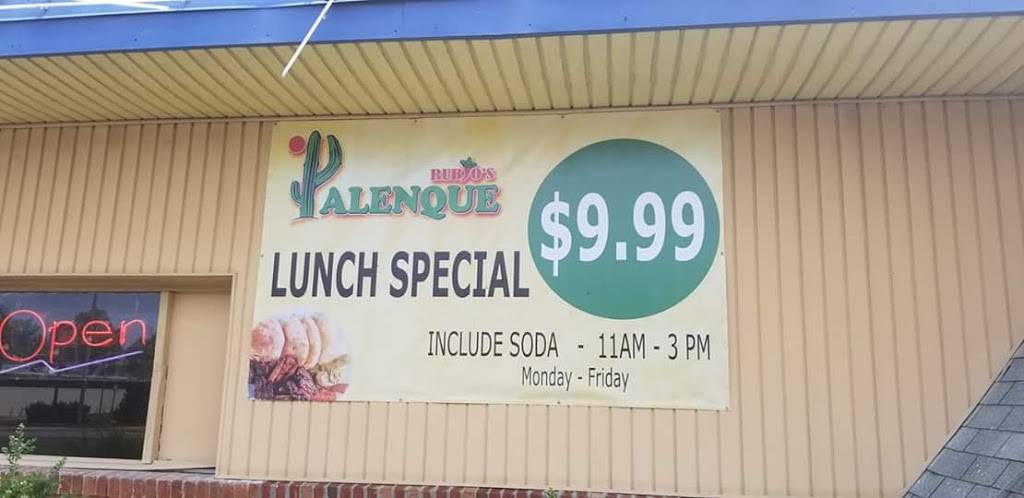 RUBIO'S
PALENQUE
$9.99
LUNCH SPECIAL
INCLUDE SODA - 11AM - 3 PM
Monday - Friday
Open